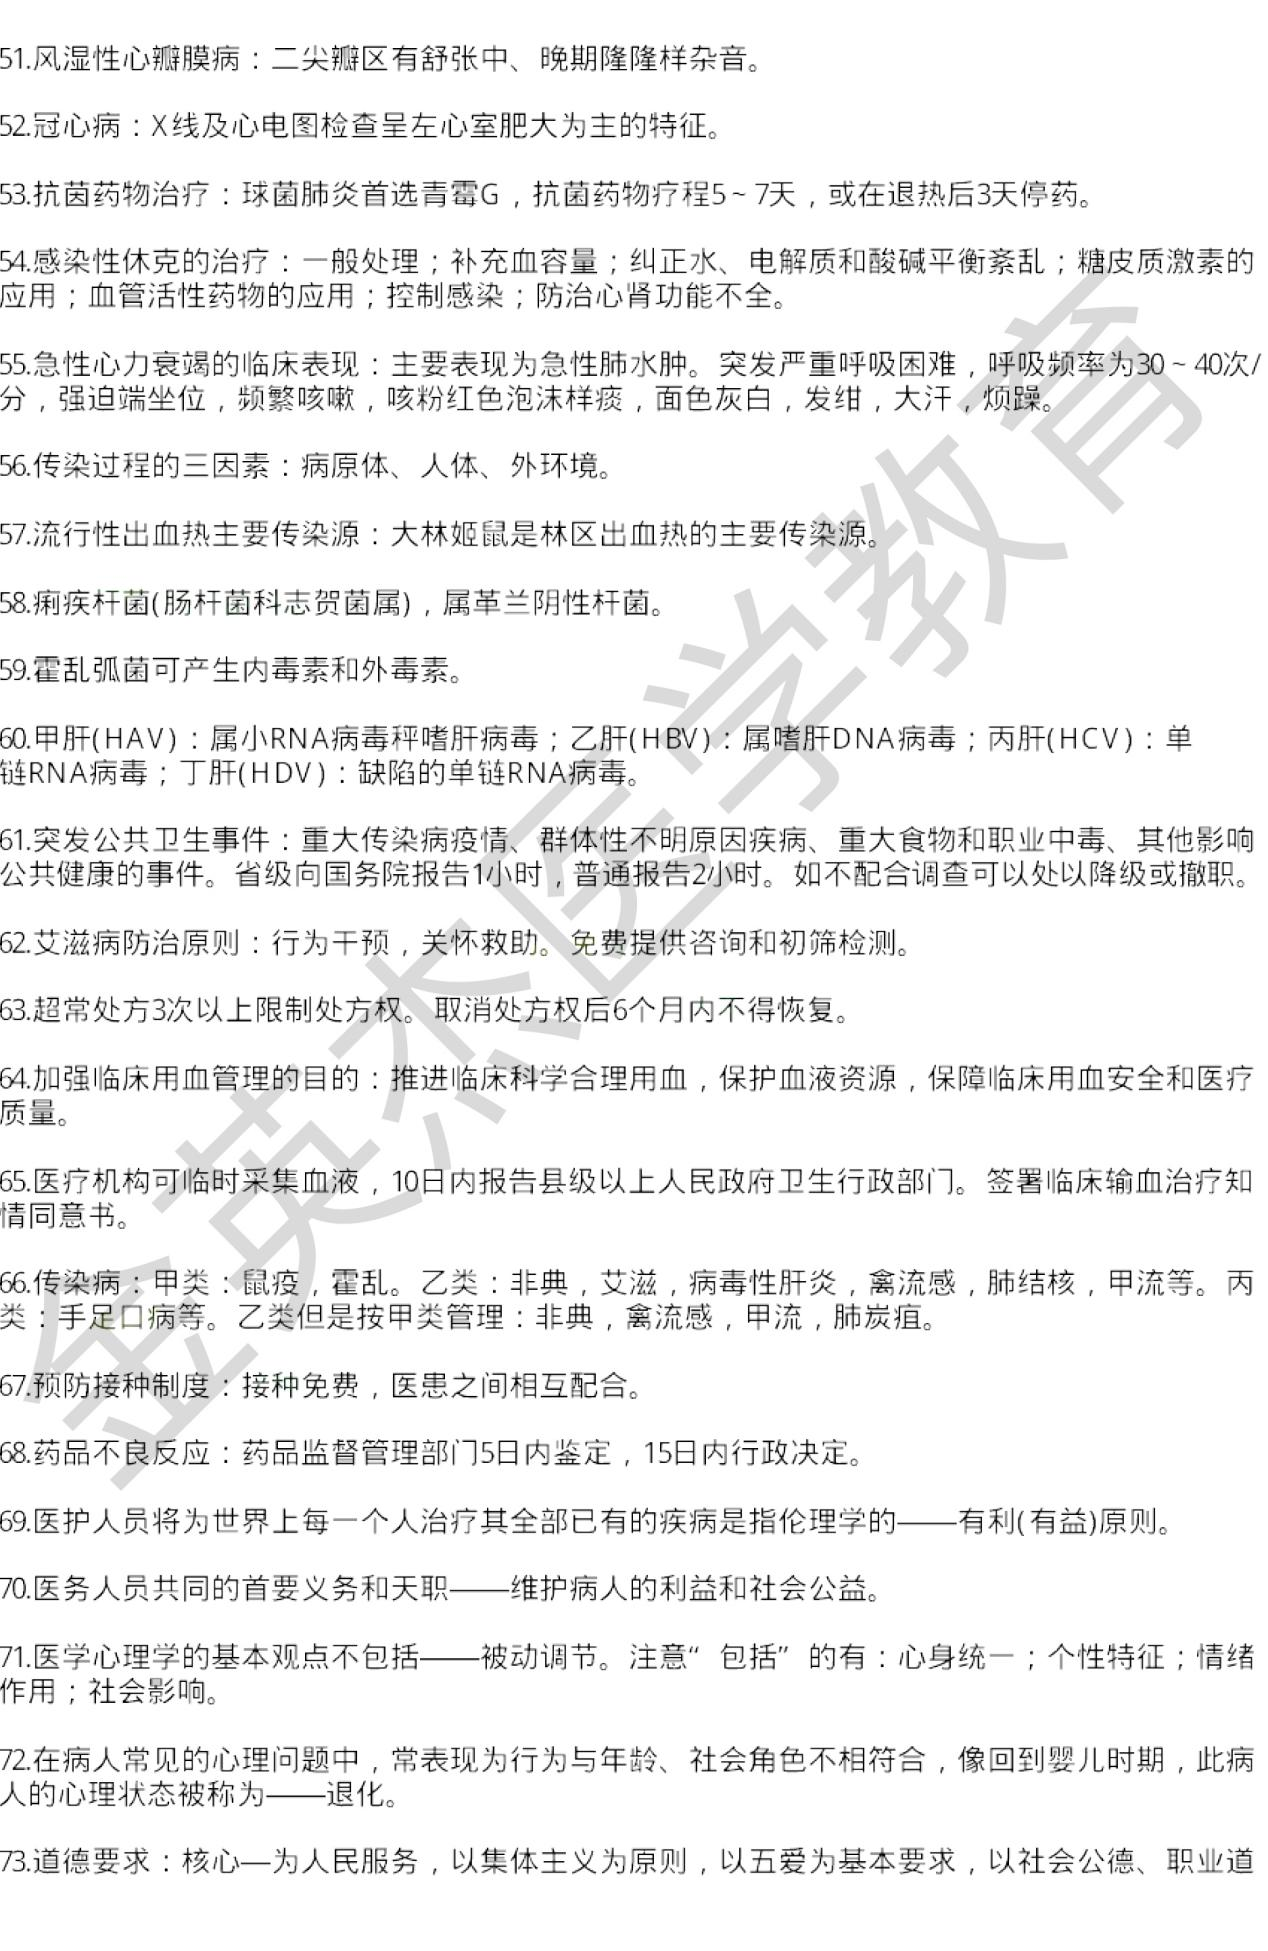 51.风湿性心瓣膜病：二尖瓣区有舒张中、晚期隆隆样杂音。
52.冠心病：X线及心电图检查呈左心室肥大为主的特征。
53.抗菌药物治疗：球菌肺炎首选青霉G，抗菌药物疗程5~7天，或在退热后3天停药。
54.感染性休克的治疗：一般处理；补充血容量；纠正水、电解质和酸碱平衡紊乱；糖皮质激素的
应用；血管活性药物的应用；控制感染；防治心肾功能不全。
55.急性心力衰竭的临床表现：主要表现为急性肺水肿。突发严重呼吸困难，呼吸频率为30~40次/
分，强迫端坐位，频繁咳嗽，咳粉红色泡沫样痰，面色灰白，发绀，大汗，烦躁。
56.传染过程的三因素：病原体、人体、外环境。
57.流行性出血热主要传染源：大林姬鼠是林区出血热的主要传染源。
58.痢疾杆菌(肠杆菌科志贺菌属)，属革兰阴性杆菌。
59.霍乱弧菌可产生内毒素和外毒素。
60.甲肝(HAV)：属小RNA病毒秤嗜肝病毒；乙肝(HBV)：属嗜肝DNA病毒；丙肝(HCV)：单
链RNA病毒；丁肝(HDV)：缺陷的单链RNA病毒。
61.突发公共卫生事件：重大传染病疫情、群体性不明原因疾病、重大食物和职业中毒、其他影响
公共健康的事件。省级向国务院报告1小时，普通报告2小时。如不配合调查可以处以降级或撤职。
62.艾滋病防治原则：行为干预，关怀救助。免费提供咨询和初筛检测。
63.超常处方3次以上限制处方权。取消处方权后6个月内不得恢复。
64.加强临床用血管理的目的：推进临床科学合理用血，保护血液资源，保障临床用血安全和医疗
质量。
65.医疗机构可临时采集血液，10日内报告县级以上人民政府卫生行政部门。签署临床输血治疗知
情同意书。
66.传染病：甲类：鼠疫，霍乱。乙类：非典，艾滋，病毒性肝炎，禽流感，肺结核，甲流等。丙
类：手足口病等。乙类但是按甲类管理：非典，禽流感，甲流，肺炭疽。
67.预防接种制度：接种免费，医患之间相互配合。
68.药品不良反应：药品监督管理部门5日内鉴定，15日内行政决定。
69.医护人员将为世界上每一个人治疗其全部已有的疾病是指伦理学的——有利(有益)原则。
70.医务人员共同的首要义务和天职——维护病人的利益和社会公益。
71.医学心理学的基本观点不包括——被动调节。注意“包括”的有：心身统一；个性特征；情绪
作用；社会影响。
72.在病人常见的心理问题中，常表现为行为与年龄、社会角色不相符合，像回到婴儿时期，此病
人的心理状态被称为——退化。
73.道德要求：核心—为人民服务，以集体主义为原则，以五爱为基本要求，以社会公德、职业道
金英杰医学教育